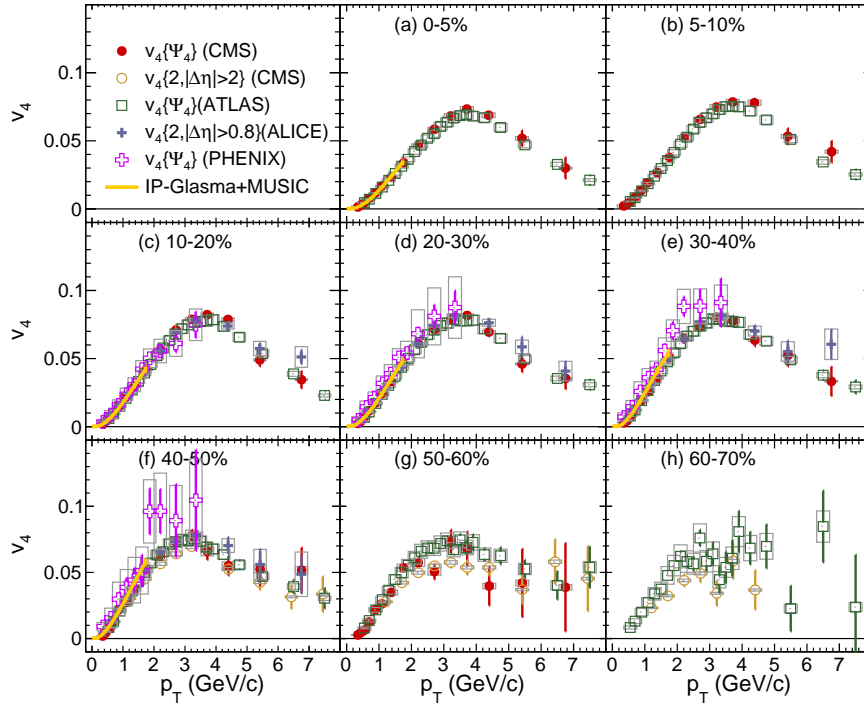 (a) 0-5%
(b) 5-10%
v4{Ψ4} (CMS)
v4{2,|Δη|>2} (CMS)
v4{Ψ4}(ATLAS)
v4{2,|Δη|>0.8}(ALICE)
v4{Ψ4} (PHENIX)
IP-Glasma+MUSIC
v4
0.1
0.05
0
(c) 10-20%
(d) 20-30%
(e) 30-40%
v4
0.1
0.05
0
(f) 40-50%
(g) 50-60%
(h) 60-70%
v4
0.1
0.05
0
0 1 2 3 4 5 6 7
0 1 2 3 4 5 6 7
0 1 2 3 4 5 6 7
pT (GeV/c)
pT (GeV/c)
pT (GeV/c)